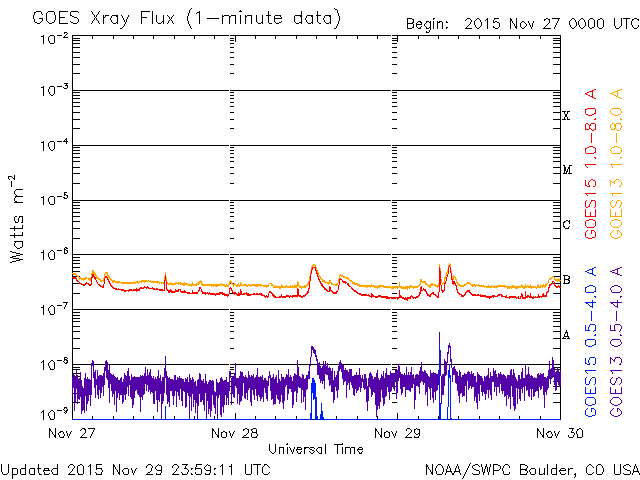 GOES Xray Flux (1-minute data)
Begin: 2015 Nov 27 0000 UTC
10-2
10-3
10-4
10-5
10-6
10-7
10-8
10-9
Watts m-2
X
M
C
B
A
GOES15 1.0-8.0 A
GOES13 1.0-8.0 A
GOES15 0.5-4.0 A
GOES13 0.5-4.0 A
Nov 27
Nov 28
Nov 29
Nov 30
Universal Time
Updated 2015 Nov 29 23:59:11 UTC
NOAA/SWPC Boulder, CO USA